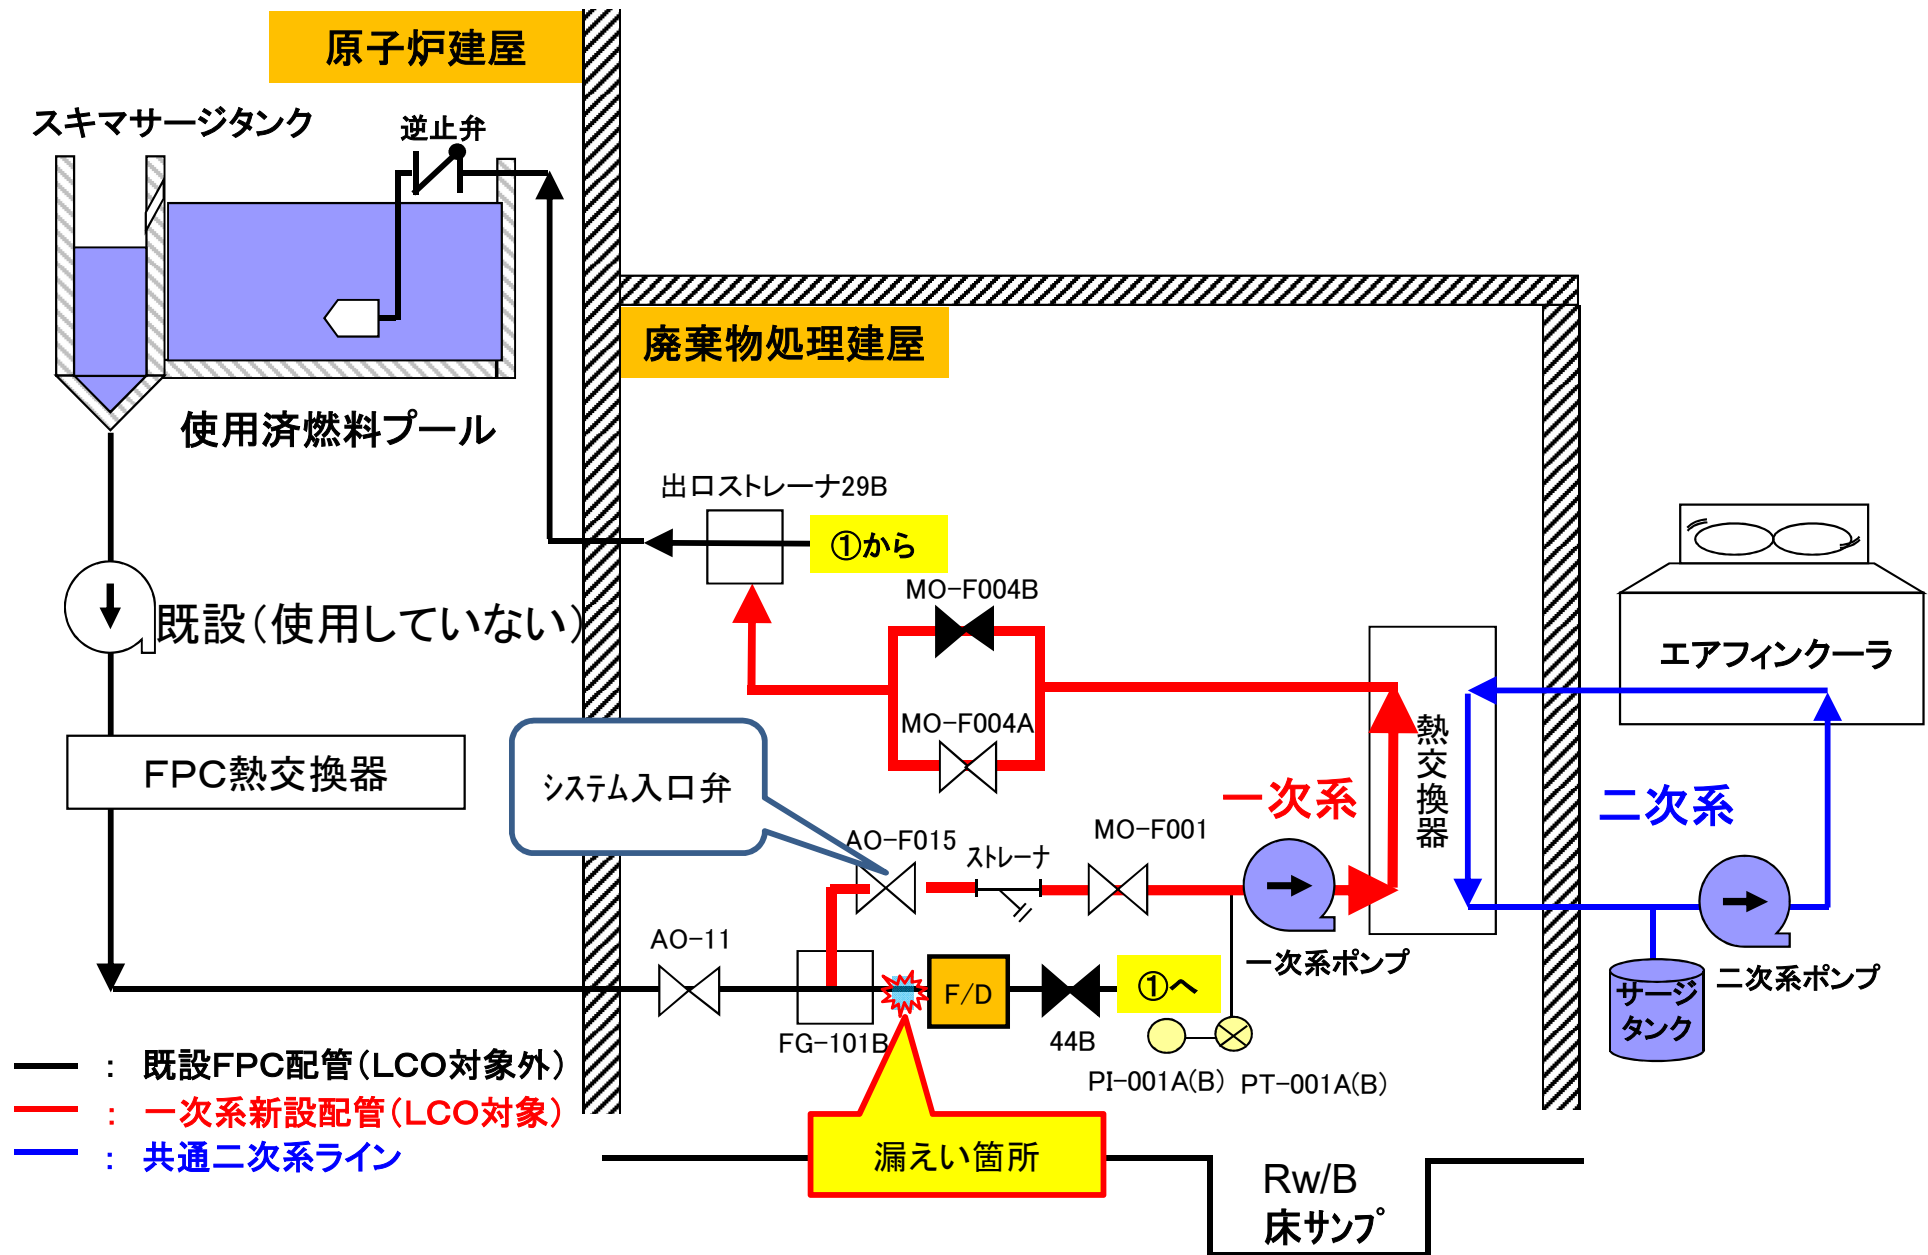 原子炉建屋
スキマサージタンク
逆止弁
廃棄物処理建屋
使用済燃料プール
出口ストレーナ29B
①から
MO-F004B
既設(使用していない)
エアフィンクーラ
MO-F004A
熱交換器
FPC熱交換器
システム入口弁
一次系
二次系
AO-F015
ストレーナ
MO-F001
AO-11
一次系ポンプ
二次系ポンプ
F/D
①へ
サージ
タンク
FG-101B
44B
PI-001A(B)
PT-001A(B)
: 既設FPC配管(LCO対象外)
: 一次系新設配管(LCO対象)
: 共通二次系ライン
漏えい箇所
Rw/B
床サンプ